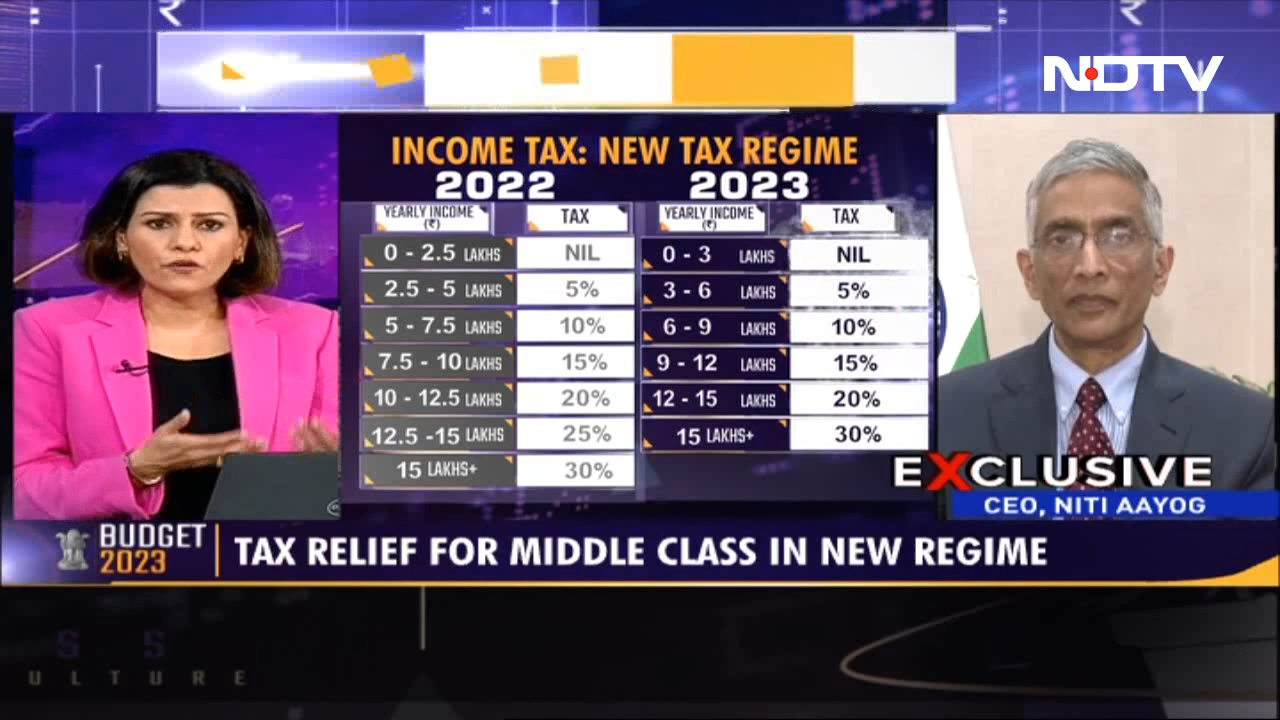 ₹
₹
NDTV
INCOME TAX: NEW TAX REGIME
2022
2023
YEARLY INCOME (₹) TAX
0 - 2.5 LAKHS NIL
2.5 - 5 LAKHS 5%
5 - 7.5 LAKHS 10%
7.5 - 10 LAKHS 15%
10 - 12.5 LAKHS 20%
12.5 -15 LAKHS 25%
15 LAKHS+ 30%
YEARLY INCOME (₹) TAX
0 - 3 LAKHS NIL
3 - 6 LAKHS 5%
6 - 9 LAKHS 10%
9 - 12 LAKHS 15%
12 - 15 LAKHS 20%
15 LAKHS+ 30%
EXCLUSIVE
CEO, NITI AAYOG
BUDGET
2023
TAX RELIEF FOR MIDDLE CLASS IN NEW REGIME
S S
ULTURE